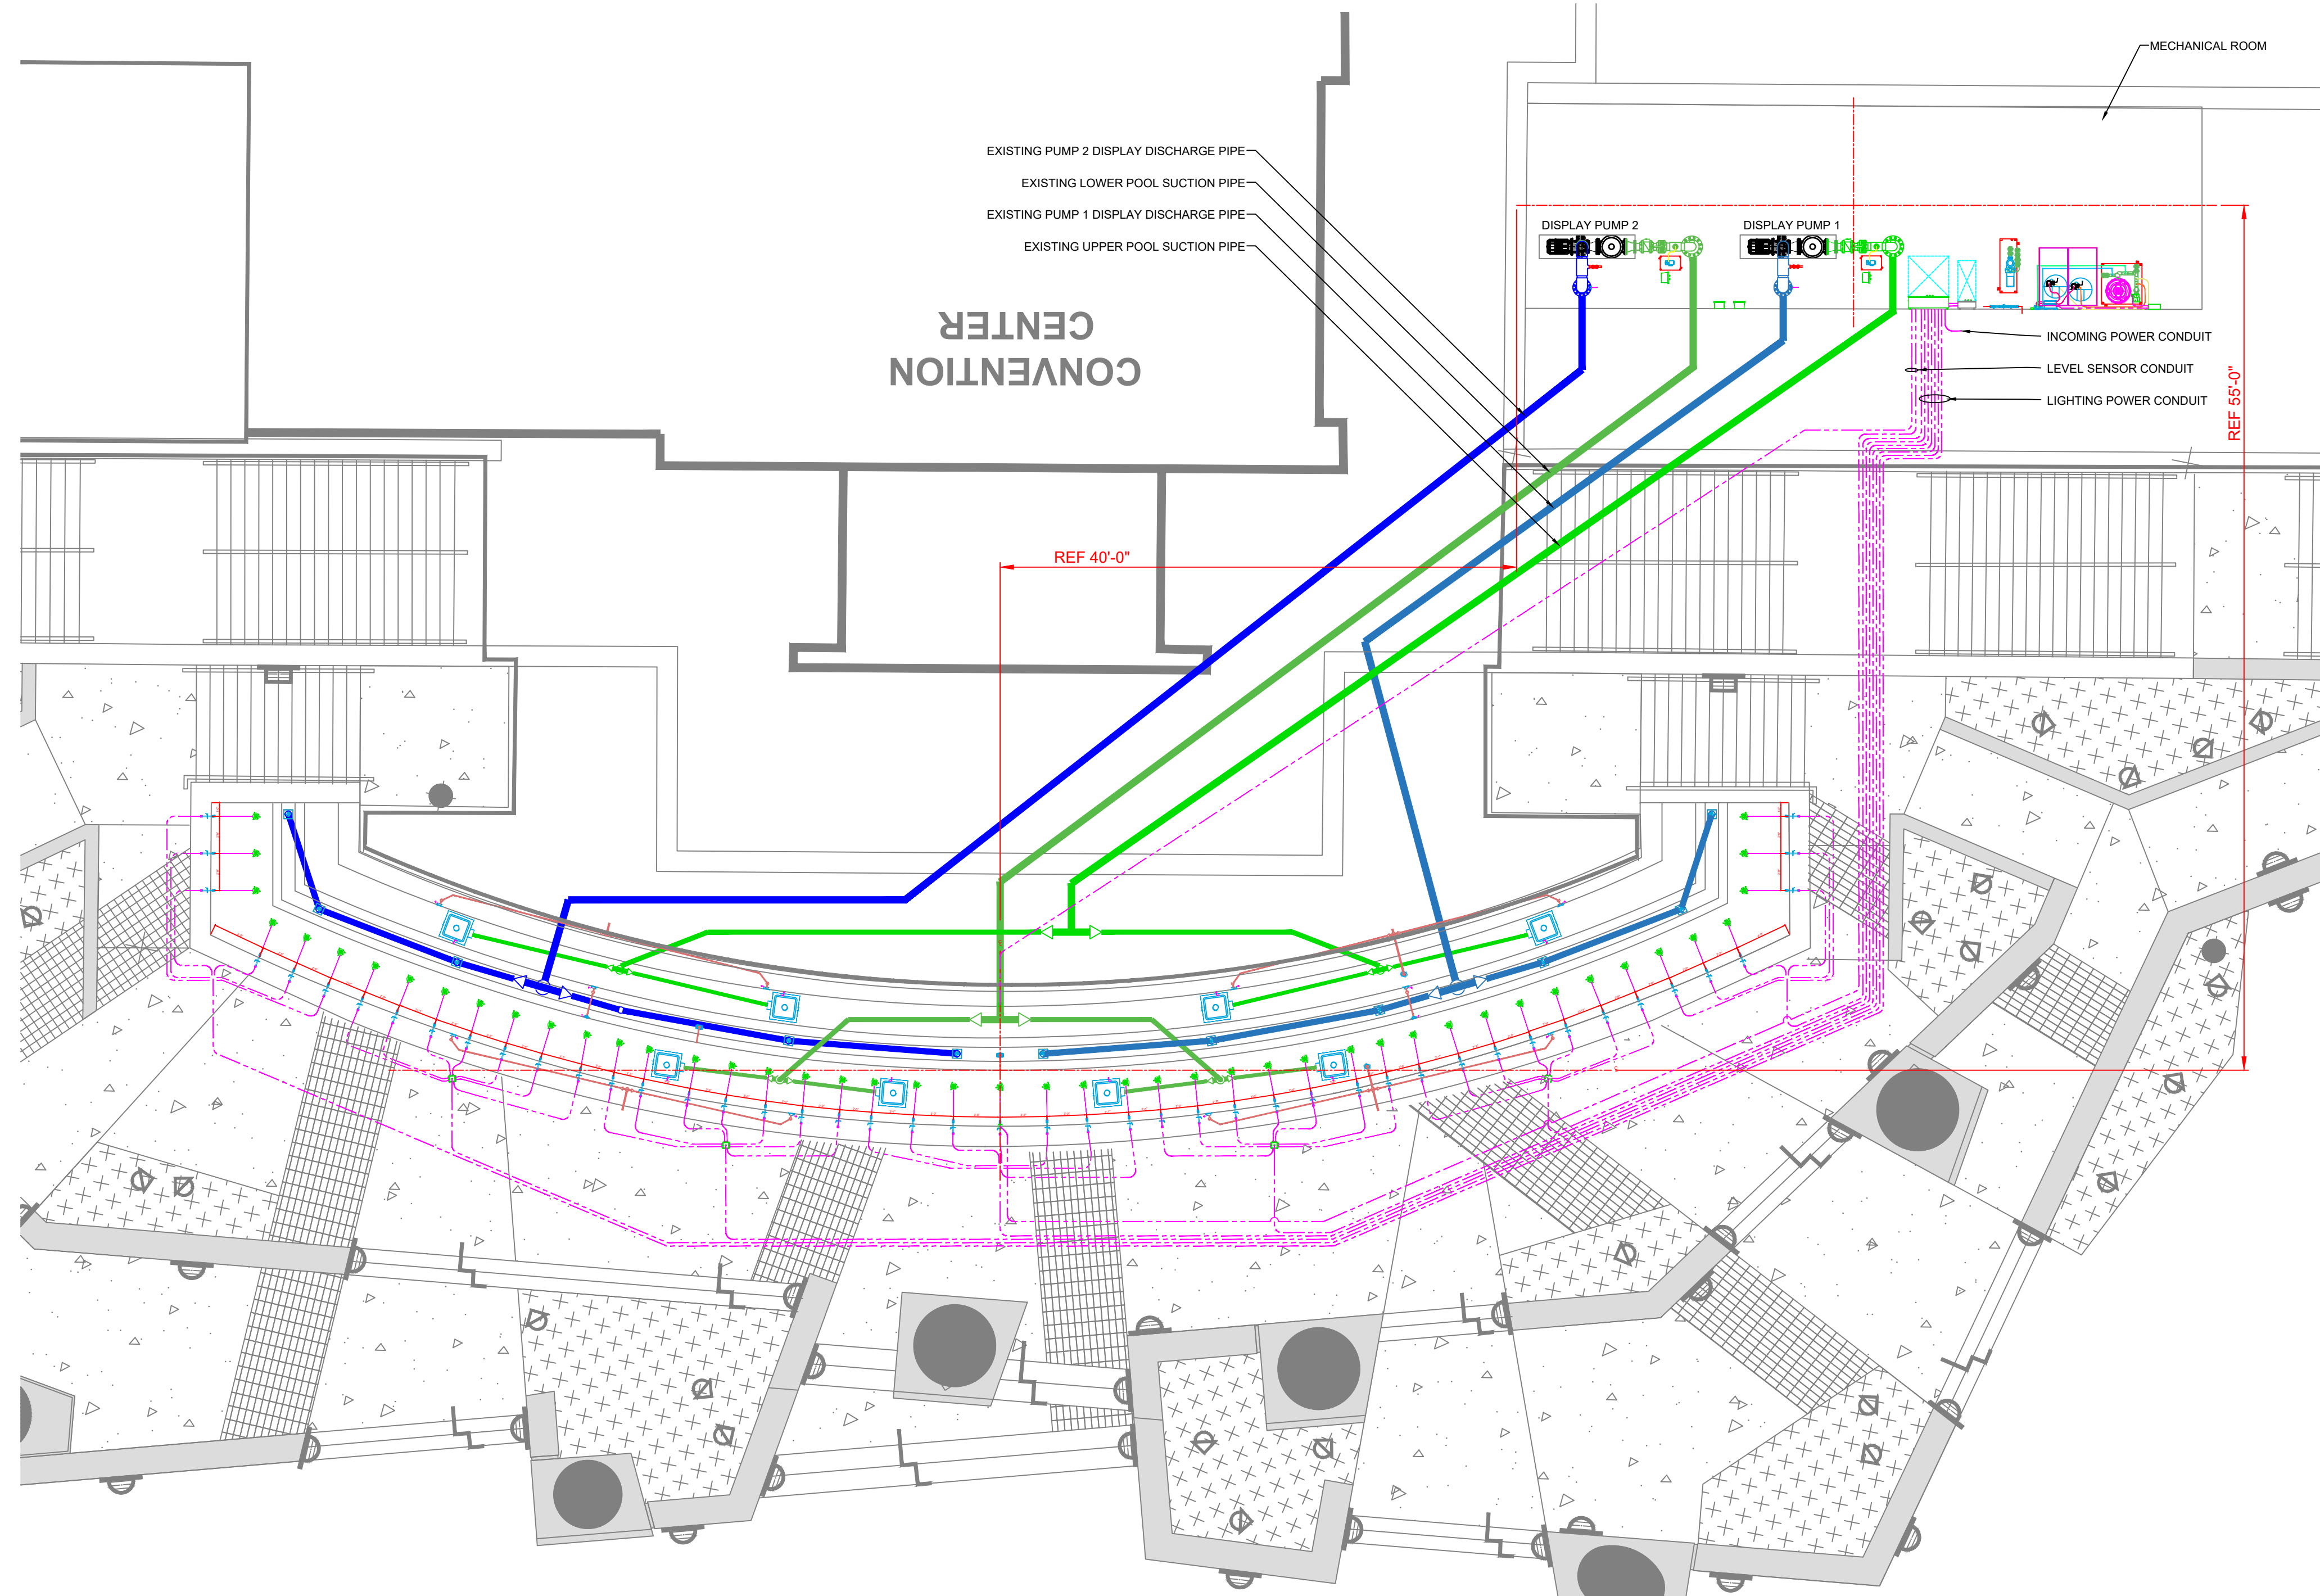 MECHANICAL ROOM
EXISTING PUMP 2 DISPLAY DISCHARGE PIPE
EXISTING LOWER POOL SUCTION PIPE
EXISTING PUMP 1 DISPLAY DISCHARGE PIPE
EXISTING UPPER POOL SUCTION PIPE
DISPLAY PUMP 2
DISPLAY PUMP 1
CONVENTION
CENTER
INCOMING POWER CONDUIT
LEVEL SENSOR CONDUIT
LIGHTING POWER CONDUIT
REF 55'-0"
REF 40'-0"